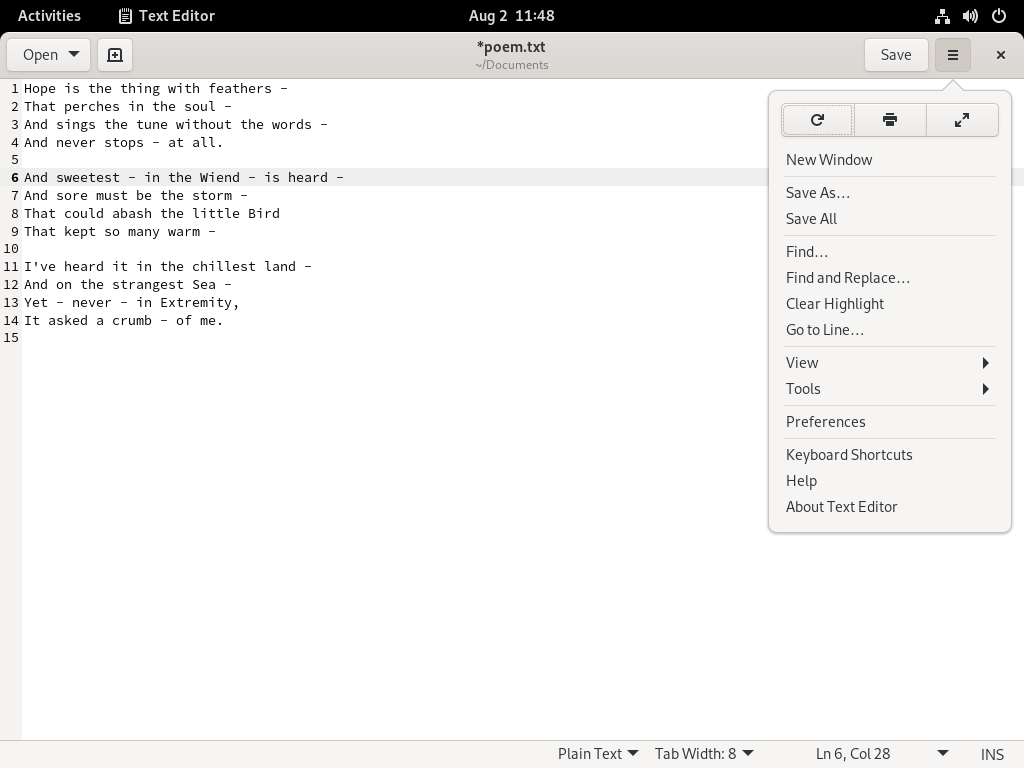 Activities Text Editor Aug 2 11:48
Open *poem.txt Save
~/Documents
1 Hope is the thing with feathers –
2 That perches in the soul –
3 And sings the tune without the words –
4 And never stops – at all.
5
6 And sweetest – in the Wiend – is heard –
7 And sore must be the storm –
8 That could abash the little Bird
9 That kept so many warm –
10
11 I've heard it in the chillest land –
12 And on the strangest Sea –
13 Yet – never – in Extremity,
14 It asked a crumb – of me.
15
New Window
Save As…
Save All
Find…
Find and Replace…
Clear Highlight
Go to Line…
View
Tools
Preferences
Keyboard Shortcuts
Help
About Text Editor
Plain Text Tab Width: 8 Ln 6, Col 28 INS